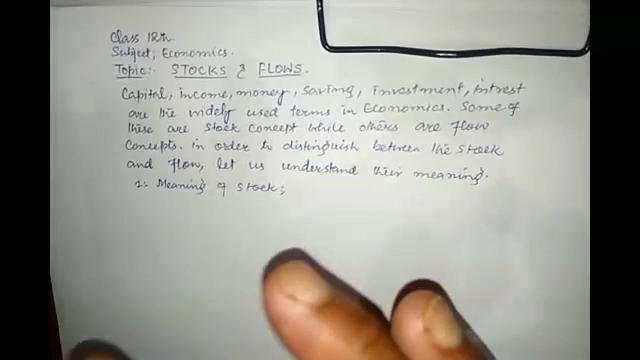 Class 12th.
Subject; Economics.
Topic:- STOCKS & FLOWS.
Capital, income, money, saving, investment, intrest
are the widely used terms in Economics. Some of
these are stock concept while others are flow
concepts. in order to distinguish between the stock
and flow, let us understand their meaning.
1:- Meaning of stock;